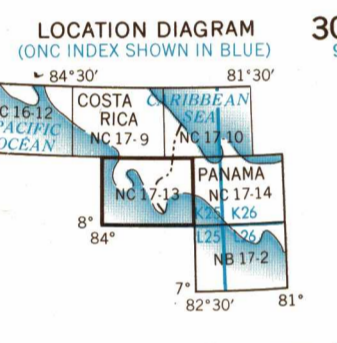 LOCATION DIAGRAM
(ONC INDEX SHOWN IN BLUE)
30
84°30' 81°30'
C 16-12
PACIFIC
OCEAN
COSTA
RICA
NC 17-9
CARIBBEAN
SEA
NC 17-10
NC 17-13
PANAMA
NC 17-14
K25 K26
8°
84°
L25 L26
NB 17-2
7°
82°30' 81°